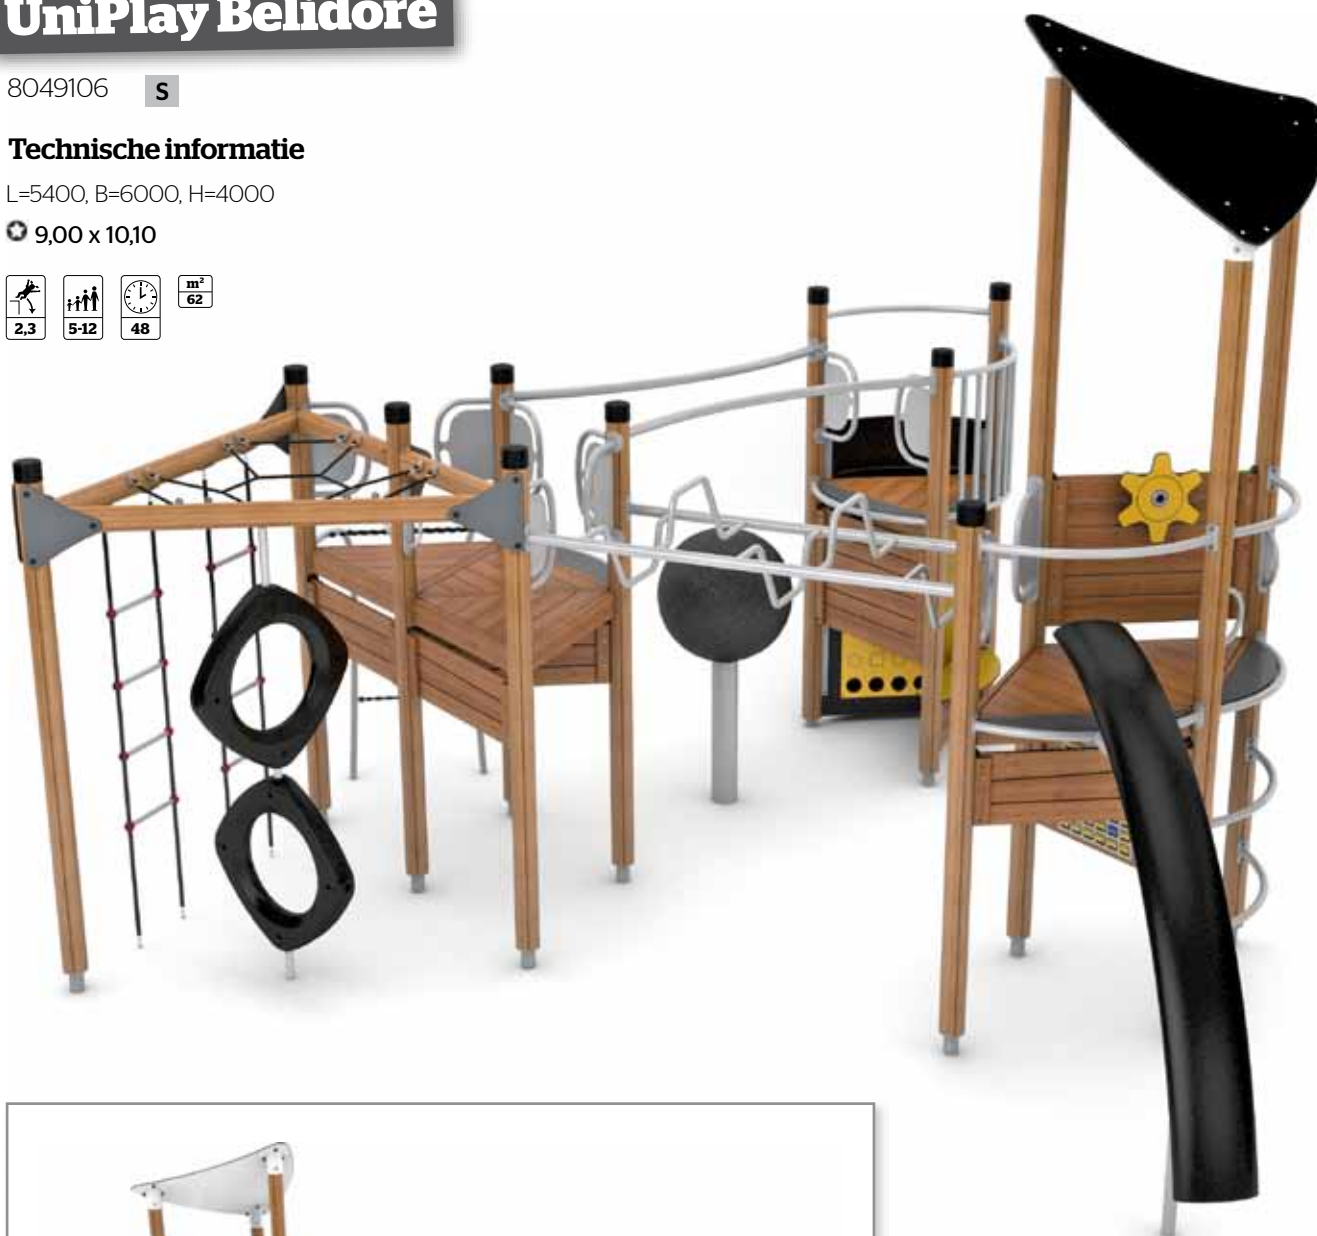 UniPlay Belidore
8049106 S
Technische informatie
L=5400, B=6000, H=4000
9,00 x 10,10
m²
62
2,3 5-12 48